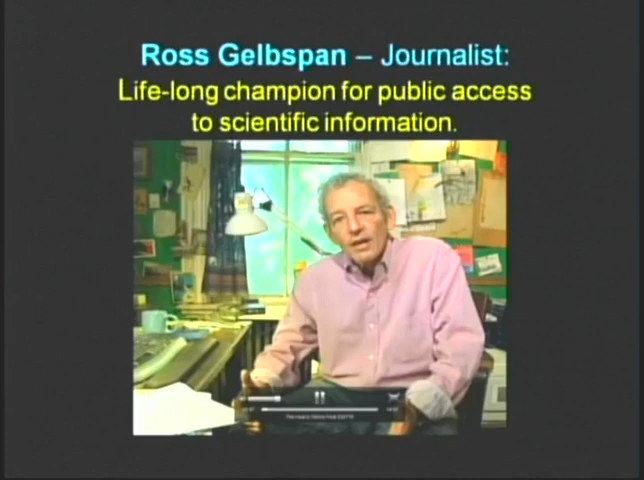 Ross Gelbspan – Journalist:
Life-long champion for public access
to scientific information.